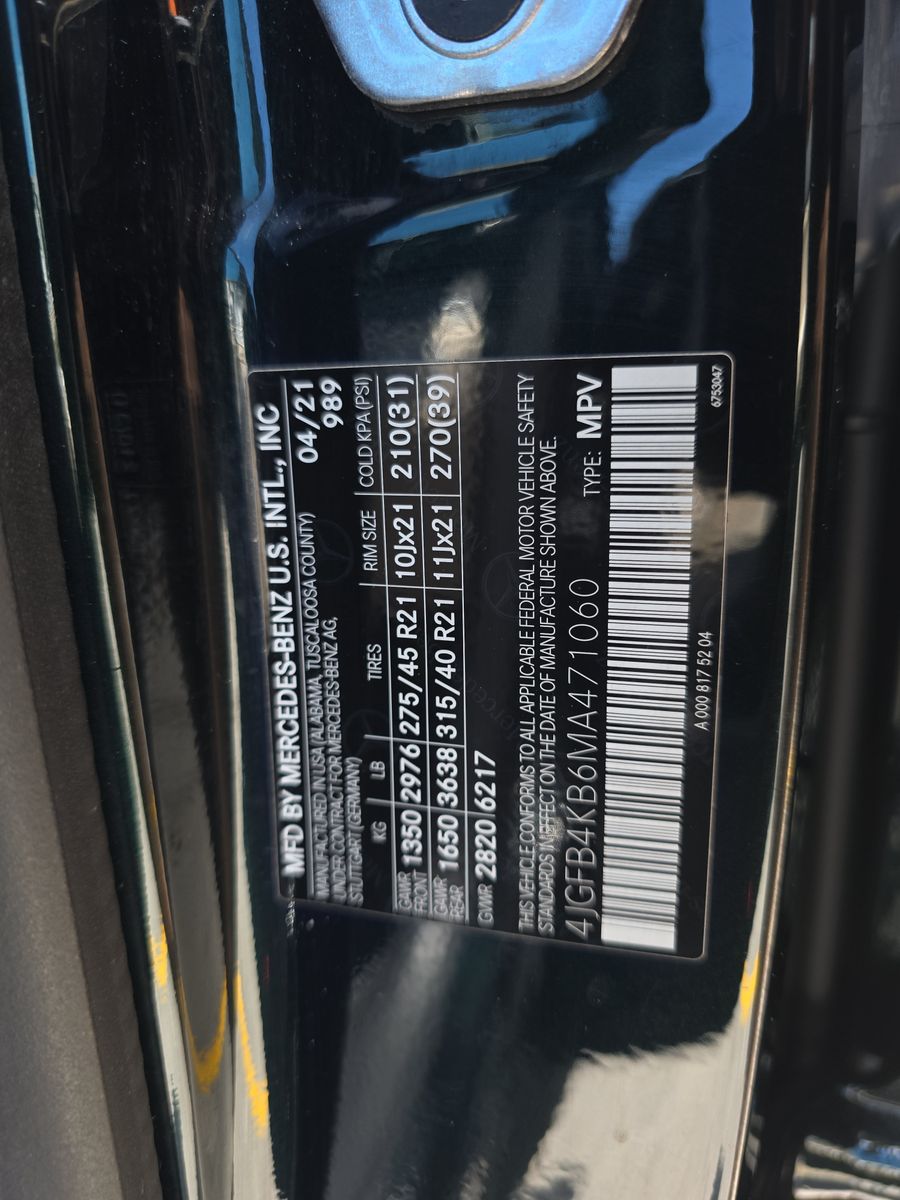 MFD BY MERCEDES-BENZ U.S. INTL., INC
MANUFACTURED IN USA (ALABAMA, TUSCALOOSA COUNTY) 04/21
UNDER CONTRACT FOR MERCEDES-BENZ AG, 989
STUTTGART (GERMANY)
KG LB TIRES RIM SIZE COLD KPA (PSI)
GAWR FRONT 1350 2976 275/45 R21 10Jx21 210(31)
GAWR REAR 1650 3638 315/40 R21 11Jx21 270(39)
GVWR 2820 6217
THIS VEHICLE CONFORMS TO ALL APPLICABLE FEDERAL MOTOR VEHICLE SAFETY
STANDARDS IN EFFECT ON THE DATE OF MANUFACTURE SHOWN ABOVE.
4JGFB4KB6MA471060 TYPE: MPV
A 000 817 52 04 6753047